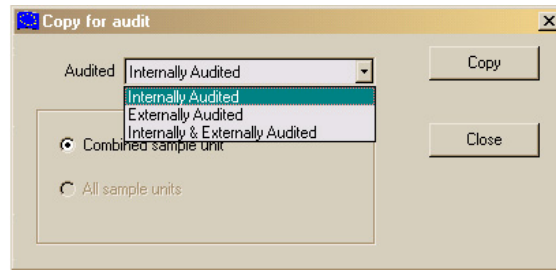 Copy for audit
Audited Internally Audited
Copy
Internally Audited
Externally Audited
Internally & Externally Audited
Combined sample unit
Close
All sample units